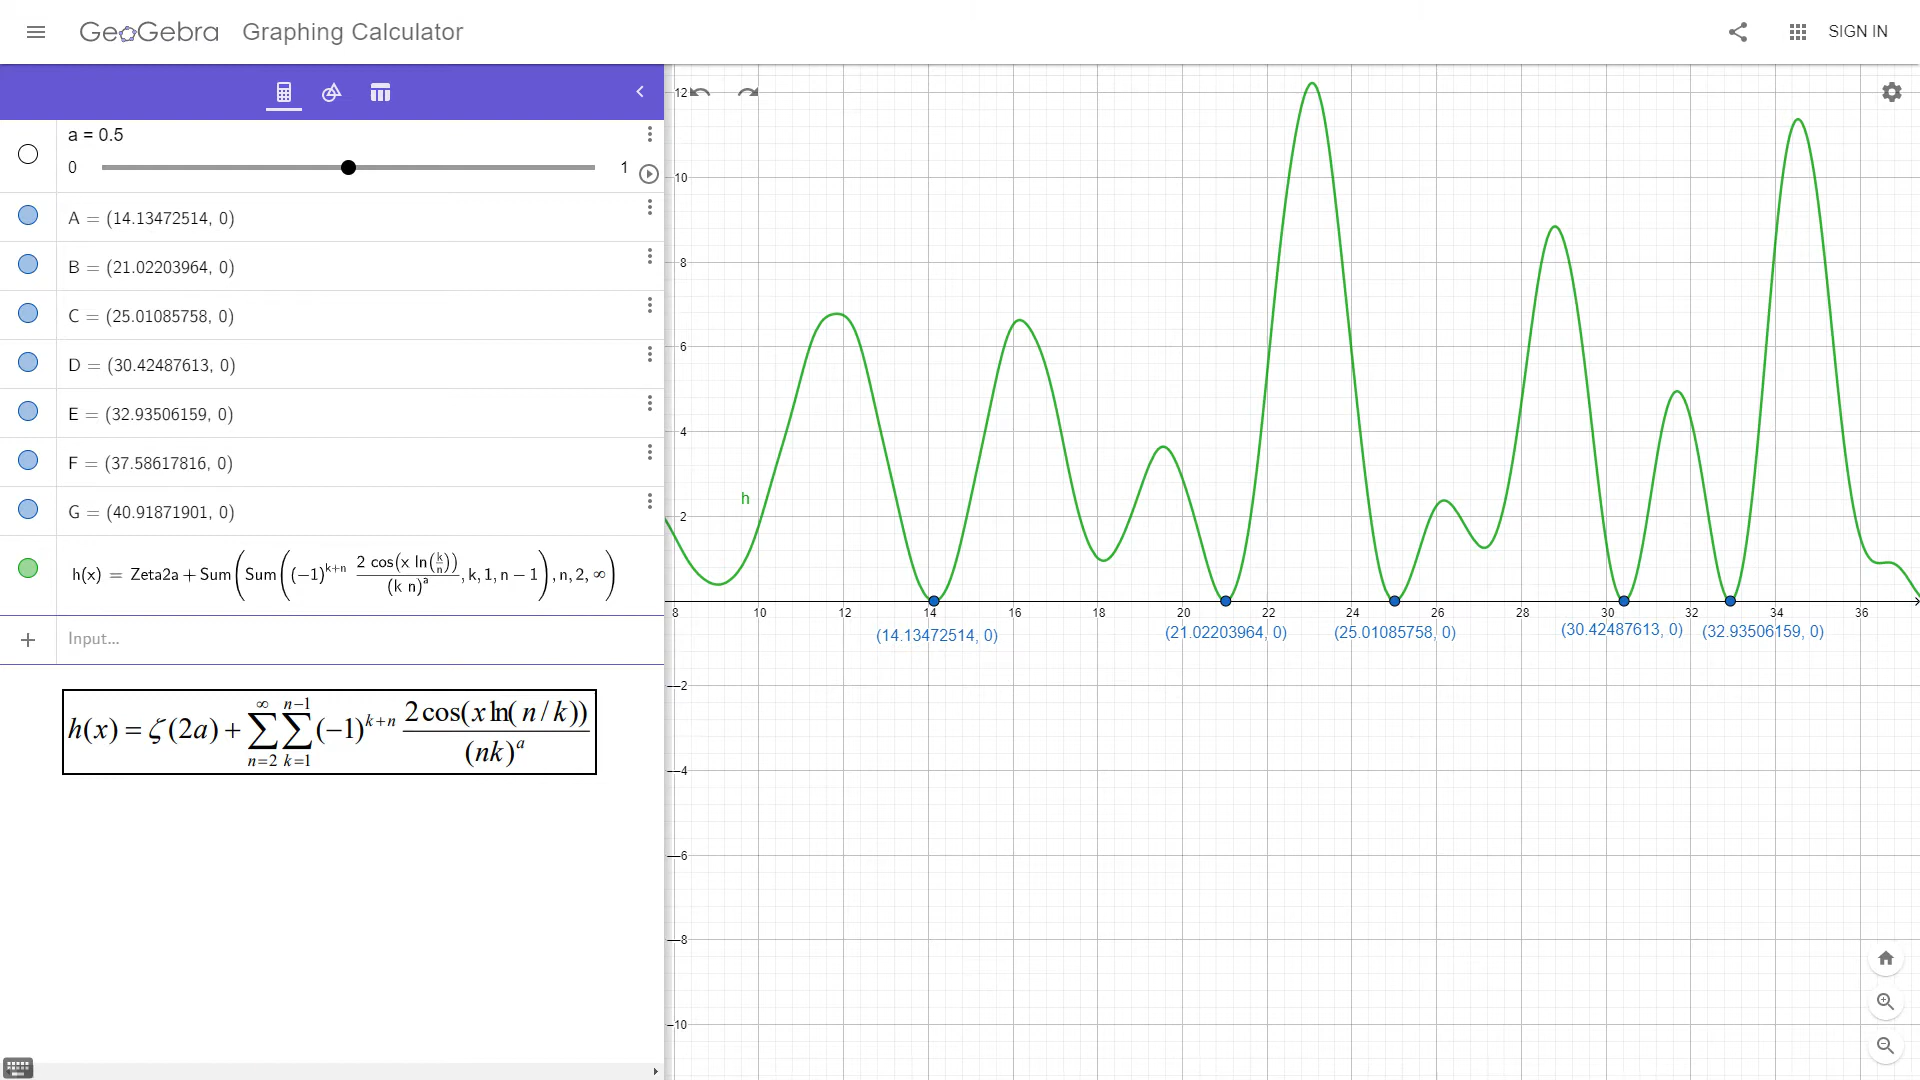 GeoGebra Graphing Calculator
SIGN IN
a = 0.5
0 1
A = (14.13472514, 0)
B = (21.02203964, 0)
C = (25.01085758, 0)
D = (30.42487613, 0)
E = (32.93506159, 0)
F = (37.58617816, 0)
G = (40.91871901, 0)
h(x) = Zeta2a + Sum(Sum((−1)^(k+n) 2 cos(x ln(k/n))/(k n)^a, k, 1, n − 1), n, 2, ∞)
+ Input...
h(x) = ζ(2a) + ∑_{n=2}^{∞} ∑_{k=1}^{n−1} (−1)^{k+n} 2cos(x ln(n/k))/(nk)^a
12
10
8
6
4
2
h
8 10 12 14 16 18 20 22 24 26 28 30 32 34 36
(14.13472514, 0) (21.02203964, 0) (25.01085758, 0) (30.42487613, 0) (32.93506159, 0)
−2
−4
−6
−8
−10